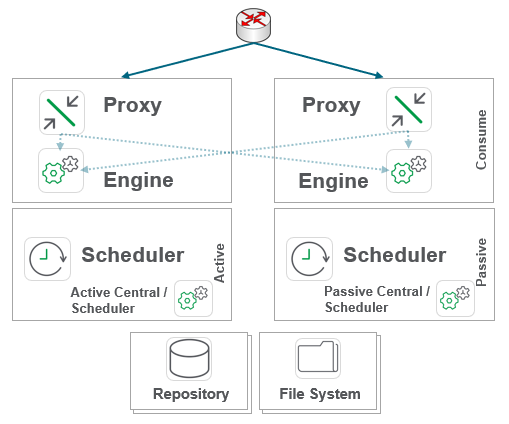 Proxy
Proxy
Engine
Engine
Consume
Scheduler
Active Central /
Scheduler
Active
Scheduler
Passive Central /
Scheduler
Passive
Repository
File System